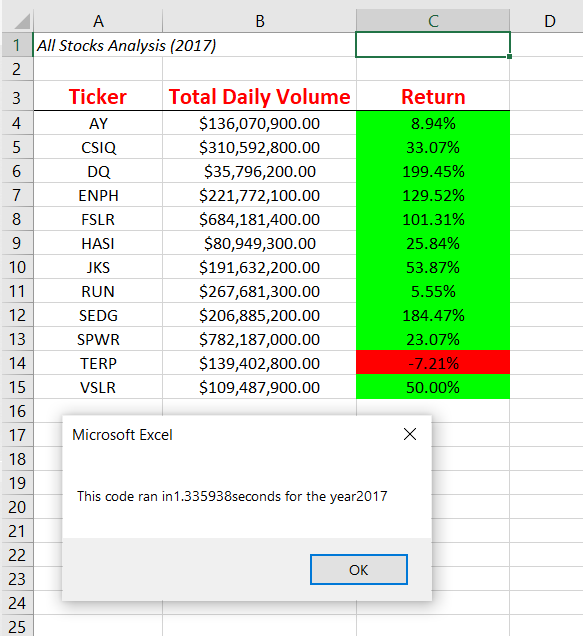 A B C D
1 All Stocks Analysis (2017)
2
3 Ticker Total Daily Volume Return
4 AY $136,070,900.00 8.94%
5 CSIQ $310,592,800.00 33.07%
6 DQ $35,796,200.00 199.45%
7 ENPH $221,772,100.00 129.52%
8 FSLR $684,181,400.00 101.31%
9 HASI $80,949,300.00 25.84%
10 JKS $191,632,200.00 53.87%
11 RUN $267,681,300.00 5.55%
12 SEDG $206,885,200.00 184.47%
13 SPWR $782,187,000.00 23.07%
14 TERP $139,402,800.00 -7.21%
15 VSLR $109,487,900.00 50.00%
16
17 Microsoft Excel
18
19
20 This code ran in1.335938seconds for the year2017
21
22
23 OK
24
25